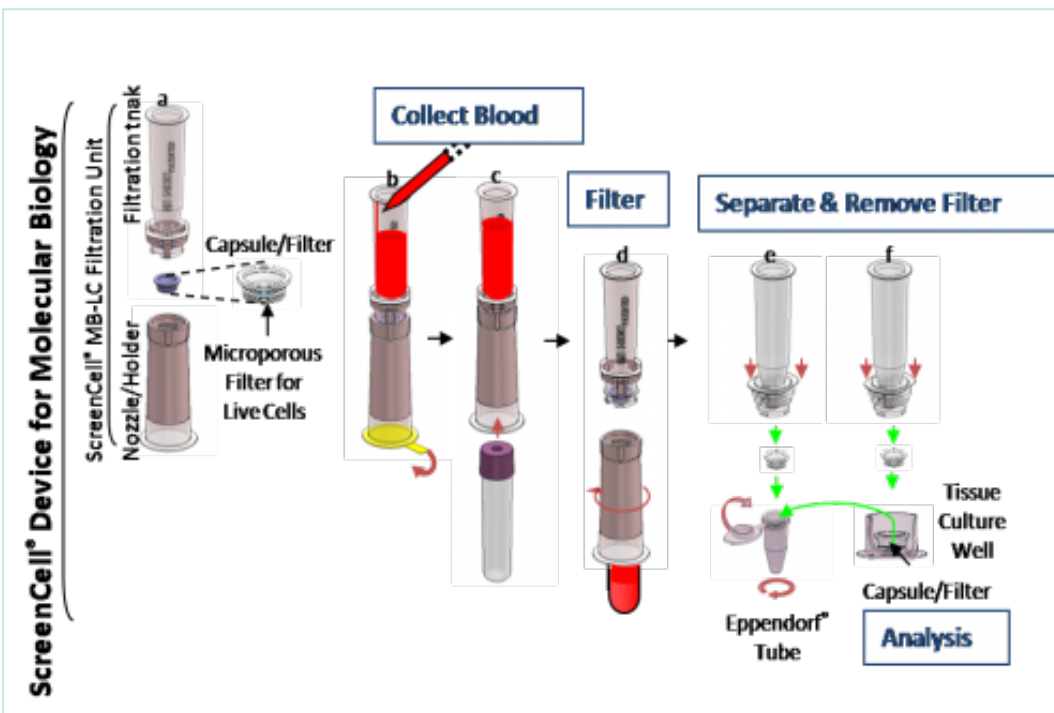 ScreenCell® Device for Molecular Biology
ScreenCell® MB-LC Filtration Unit
Filtration tnak
Nozzle/Holder
a
Capsule/Filter
Microporous
Filter for
Live Cells
Collect Blood
b
c
Filter
d
Separate & Remove Filter
e
f
Tissue
Culture
Well
Capsule/Filter
Eppendorf®
Tube
Analysis